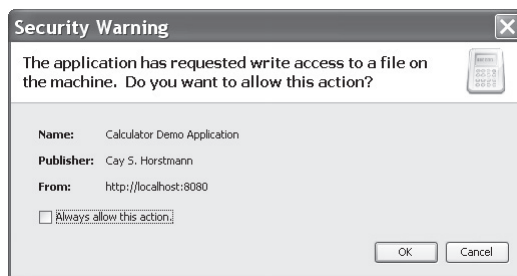 Security Warning
The application has requested write access to a file on
the machine. Do you want to allow this action?
Name: Calculator Demo Application
Publisher: Cay S. Horstmann
From: http://localhost:8080
Always allow this action.
OK Cancel